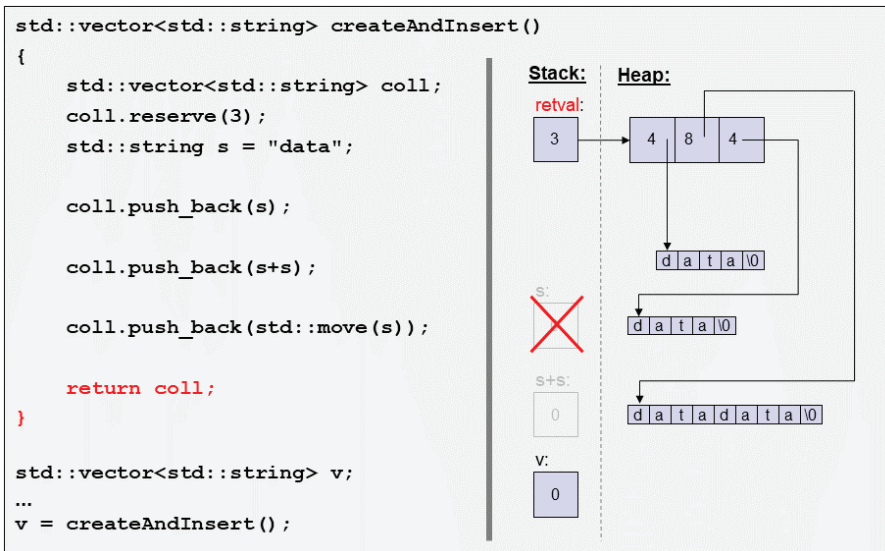 std::vector<std::string> createAndInsert()
{
std::vector<std::string> coll;
coll.reserve(3);
std::string s = "data";
coll.push_back(s);
coll.push_back(s+s);
coll.push_back(std::move(s));
return coll;
}
std::vector<std::string> v;
...
v = createAndInsert();
Stack: Heap:
retval:
3 4 8 4
d a t a \0
s:
d a t a \0
s+s:
0 d a t a d a t a \0
v:
0